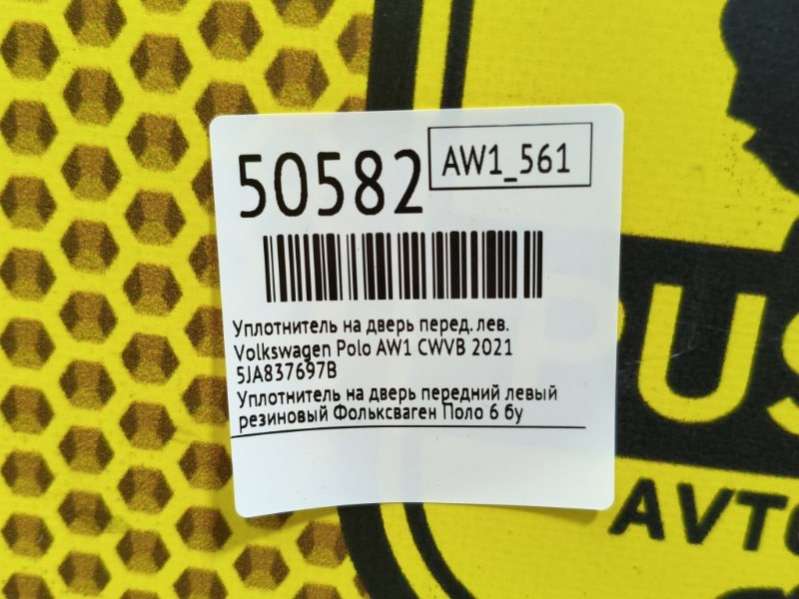 50582
AW1_561
Уплотнитель на дверь перед. лев.
Volkswagen Polo AW1 CWVB 2021
5JA837697B
Уплотнитель на дверь передний левый
резиновый Фольксваген Поло 6 бу